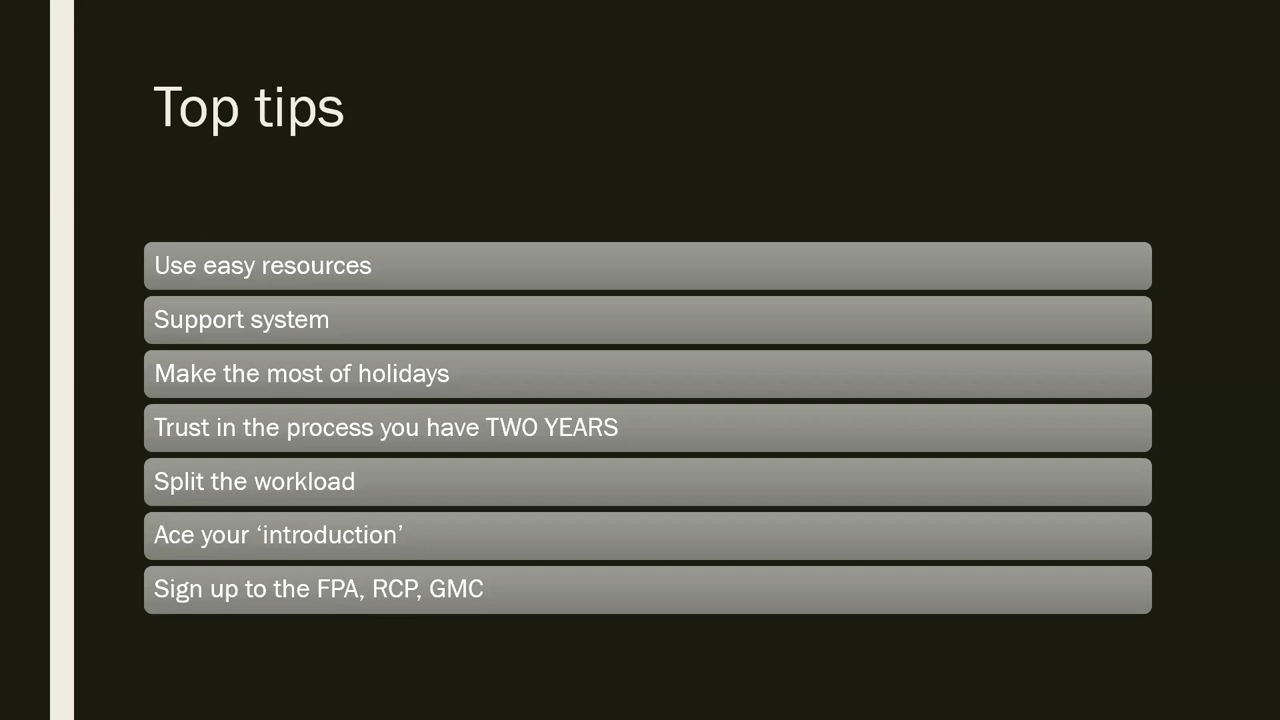 Top tips
Use easy resources
Support system
Make the most of holidays
Trust in the process you have TWO YEARS
Split the workload
Ace your ‘introduction’
Sign up to the FPA, RCP, GMC